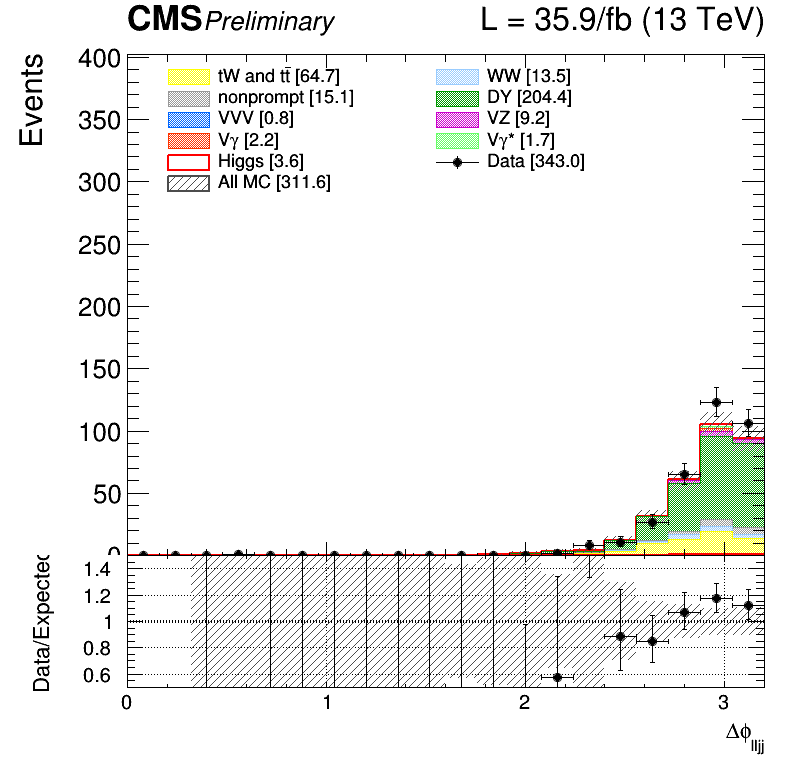 CMS Preliminary L = 35.9/fb (13 TeV)
Events
400
350
300
250
200
150
100
50
0
tW and tt̄ [64.7]
nonprompt [15.1]
VVV [0.8]
Vγ [2.2]
Higgs [3.6]
All MC [311.6]
WW [13.5]
DY [204.4]
VZ [9.2]
Vγ* [1.7]
Data [343.0]
Data/Expected
1.4
1.2
1
0.8
0.6
0 1 2 3
Δϕlljj